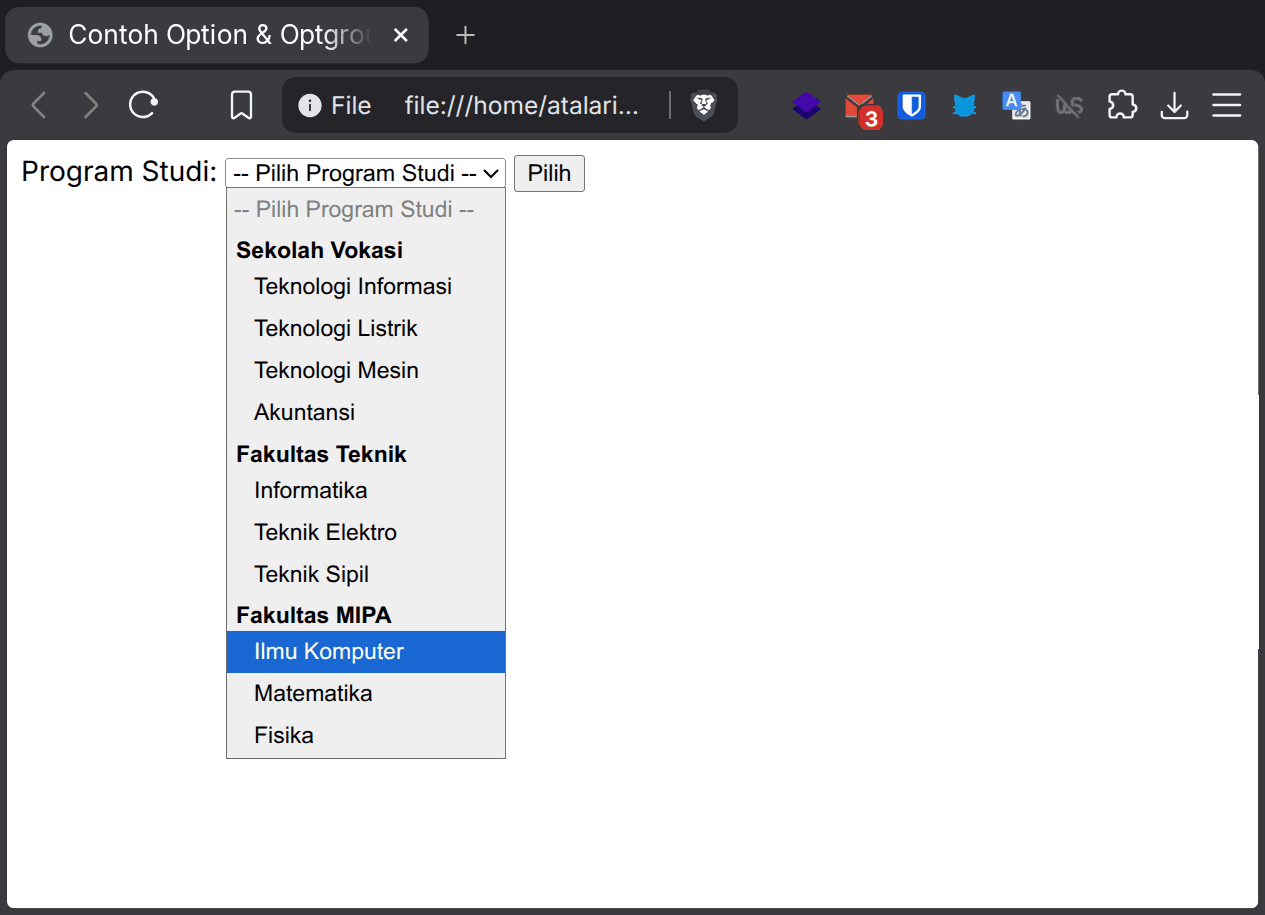 Contoh Option & Optgrou
File file:///home/atalari...
3
Program Studi: -- Pilih Program Studi -- Pilih
-- Pilih Program Studi --
Sekolah Vokasi
Teknologi Informasi
Teknologi Listrik
Teknologi Mesin
Akuntansi
Fakultas Teknik
Informatika
Teknik Elektro
Teknik Sipil
Fakultas MIPA
Ilmu Komputer
Matematika
Fisika